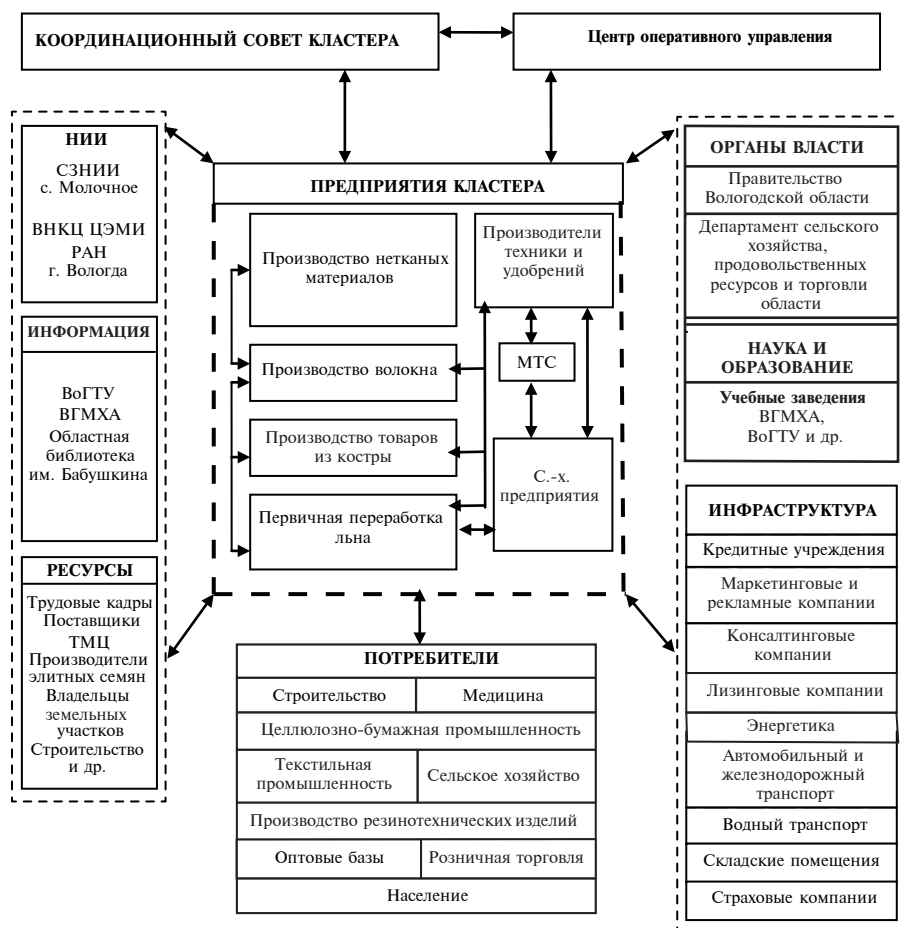 КООРДИНАЦИОННЫЙ СОВЕТ КЛАСТЕРА
Центр оперативного управления
НИИ
СЗНИИ
с. Молочное
ВНКЦ ЦЭМИ
РАН
г. Вологда
ИНФОРМАЦИЯ
ВоГТУ
ВГМХА
Областная
библиотека
им. Бабушкина
РЕСУРСЫ
Трудовые кадры
Поставщики
ТМЦ
Производители
элитных семян
Владельцы
земельных
участков
Строительство
и др.
ПРЕДПРИЯТИЯ КЛАСТЕРА
Производство нетканых
материалов
Производители
техники и
удобрений
Производство волокна
МТС
Производство товаров
из костры
С.-х.
предприятия
Первичная переработка
льна
ПОТРЕБИТЕЛИ
Строительство
Медицина
Целлюлозно-бумажная промышленность
Текстильная
промышленность
Сельское хозяйство
Производство резинотехнических изделий
Оптовые базы
Розничная торговля
Население
ОРГАНЫ ВЛАСТИ
Правительство
Вологодской области
Департамент сельского
хозяйства,
продовольственных
ресурсов и торговли
области
НАУКА И
ОБРАЗОВАНИЕ
Учебные заведения
ВГМХА,
ВоГТУ и др.
ИНФРАСТРУКТУРА
Кредитные учреждения
Маркетинговые и
рекламные компании
Консалтинговые
компании
Лизинговые компании
Энергетика
Автомобильный и
железнодорожный
транспорт
Водный транспорт
Складские помещения
Страховые компании